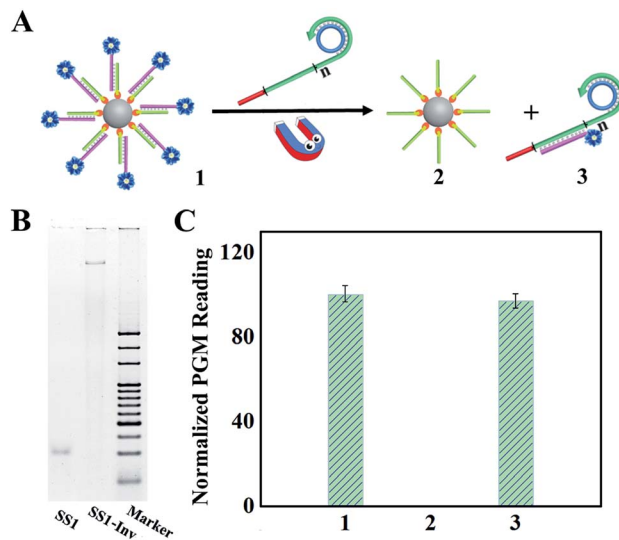 A
n
n
1
2
+
3
B
SS1
SS1-Inv
Marker
C
Normalized PGM Reading
120
80
40
0
1
2
3